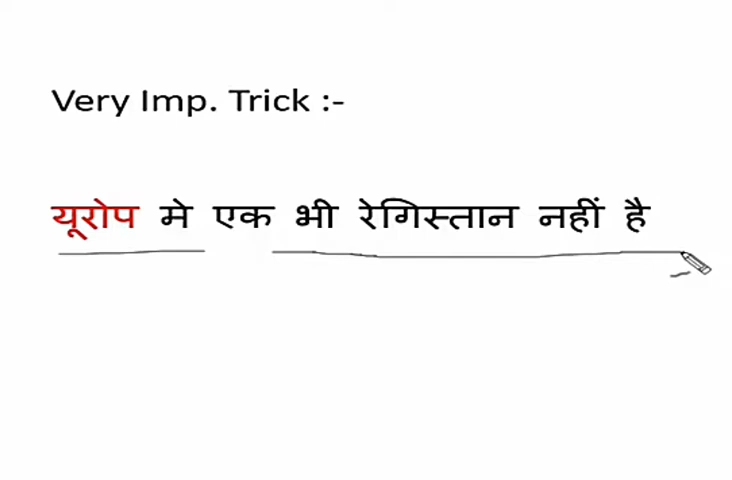 Very Imp. Trick :-
यूरोप मे एक भी रेगिस्तान नहीं है